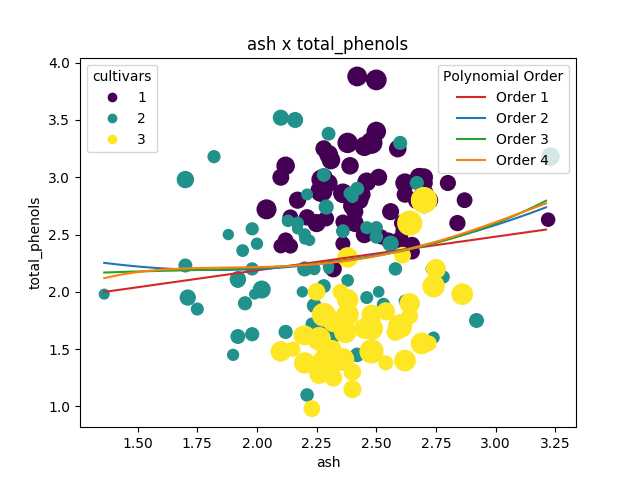 ash x total_phenols
cultivars
1
2
3
Polynomial Order
Order 1
Order 2
Order 3
Order 4
total_phenols
4.0
3.5
3.0
2.5
2.0
1.5
1.0
1.50 1.75 2.00 2.25 2.50 2.75 3.00 3.25
ash